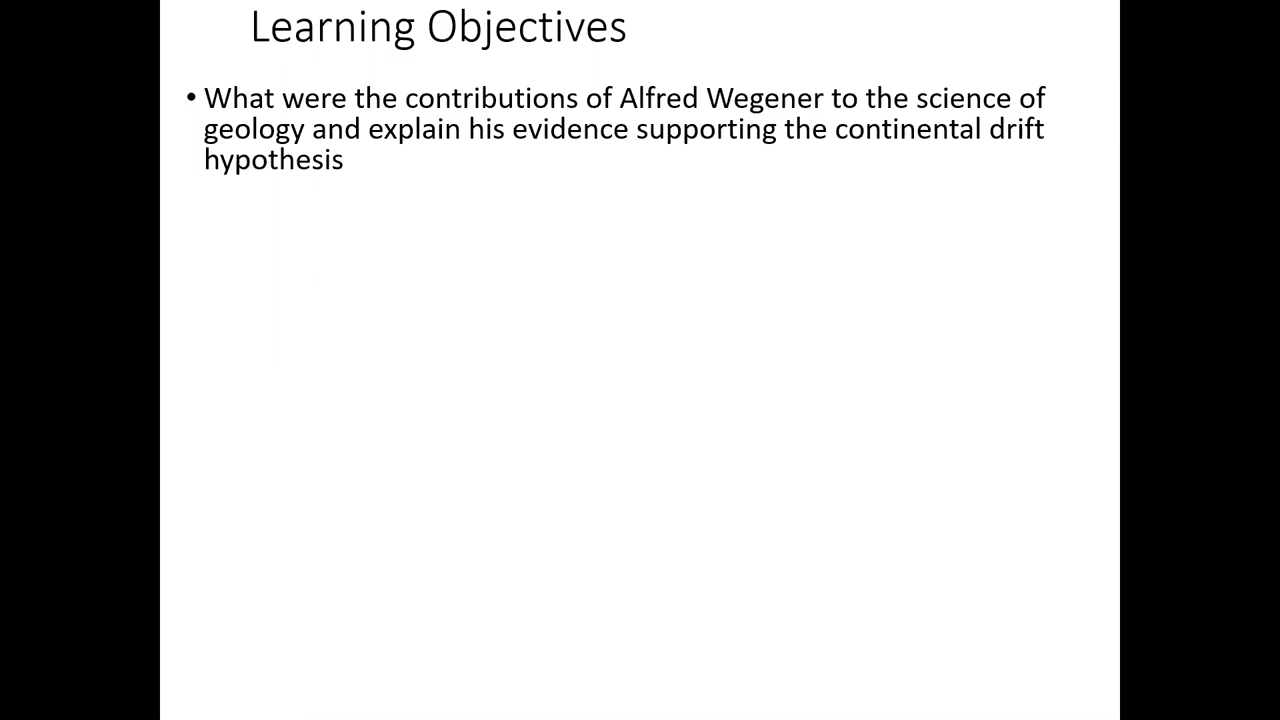 Learning Objectives
• What were the contributions of Alfred Wegener to the science of
geology and explain his evidence supporting the continental drift
hypothesis